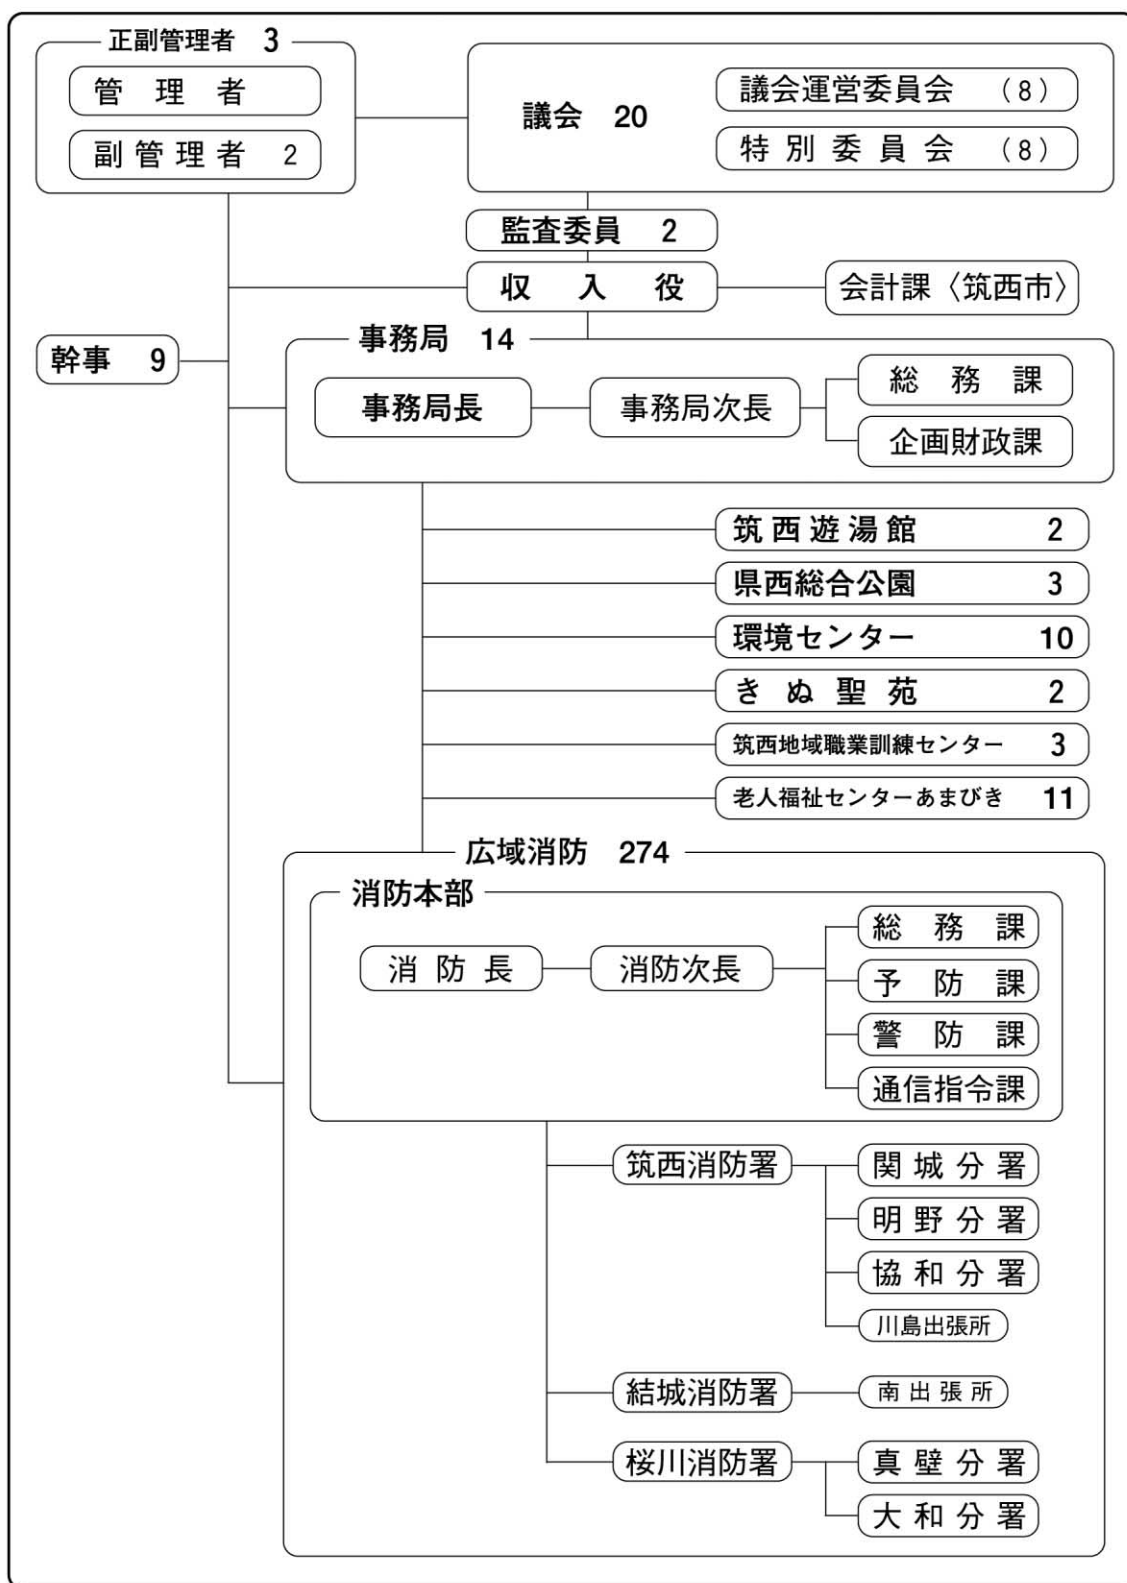 正副管理者 3
管理者
副管理者 2
議会 20
議会運営委員会 (8)
特別委員会 (8)
監査委員 2
収入役
会計課〈筑西市〉
幹事 9
事務局 14
事務局長
事務局次長
総務課
企画財政課
筑西遊湯館 2
県西総合公園 3
環境センター 10
きぬ聖苑 2
筑西地域職業訓練センター 3
老人福祉センターあまびき 11
広域消防 274
消防本部
消防長
消防次長
総務課
予防課
警防課
通信指令課
筑西消防署
関城分署
明野分署
協和分署
川島出張所
結城消防署
南出張所
桜川消防署
真壁分署
大和分署